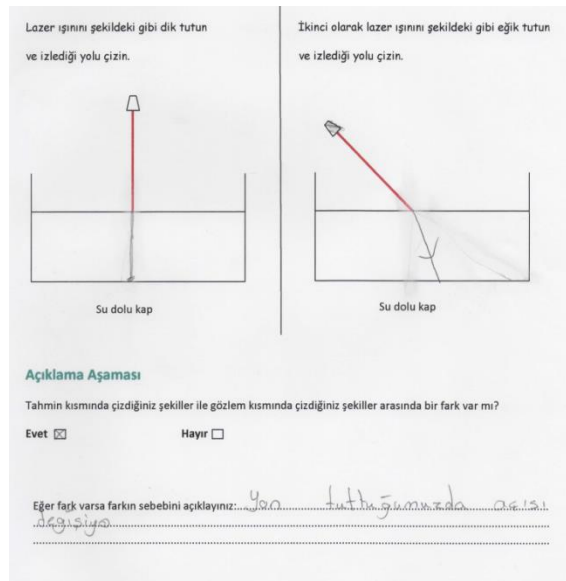 Lazer ışınını şekildeki gibi dik tutun
ve izlediği yolu çizin.
Su dolu kap
İkinci olarak lazer ışınını şekildeki gibi eğik tutun
ve izlediği yolu çizin.
Su dolu kap
Açıklama Aşaması
Tahmin kısmında çizdiğiniz şekiller ile gözlem kısmında çizdiğiniz şekiller arasında bir fark var mı?
Evet ☒ Hayır ☐
Eğer fark varsa farkın sebebini açıklayınız:...Yan tuttuğumuzda açısı
değişiyo